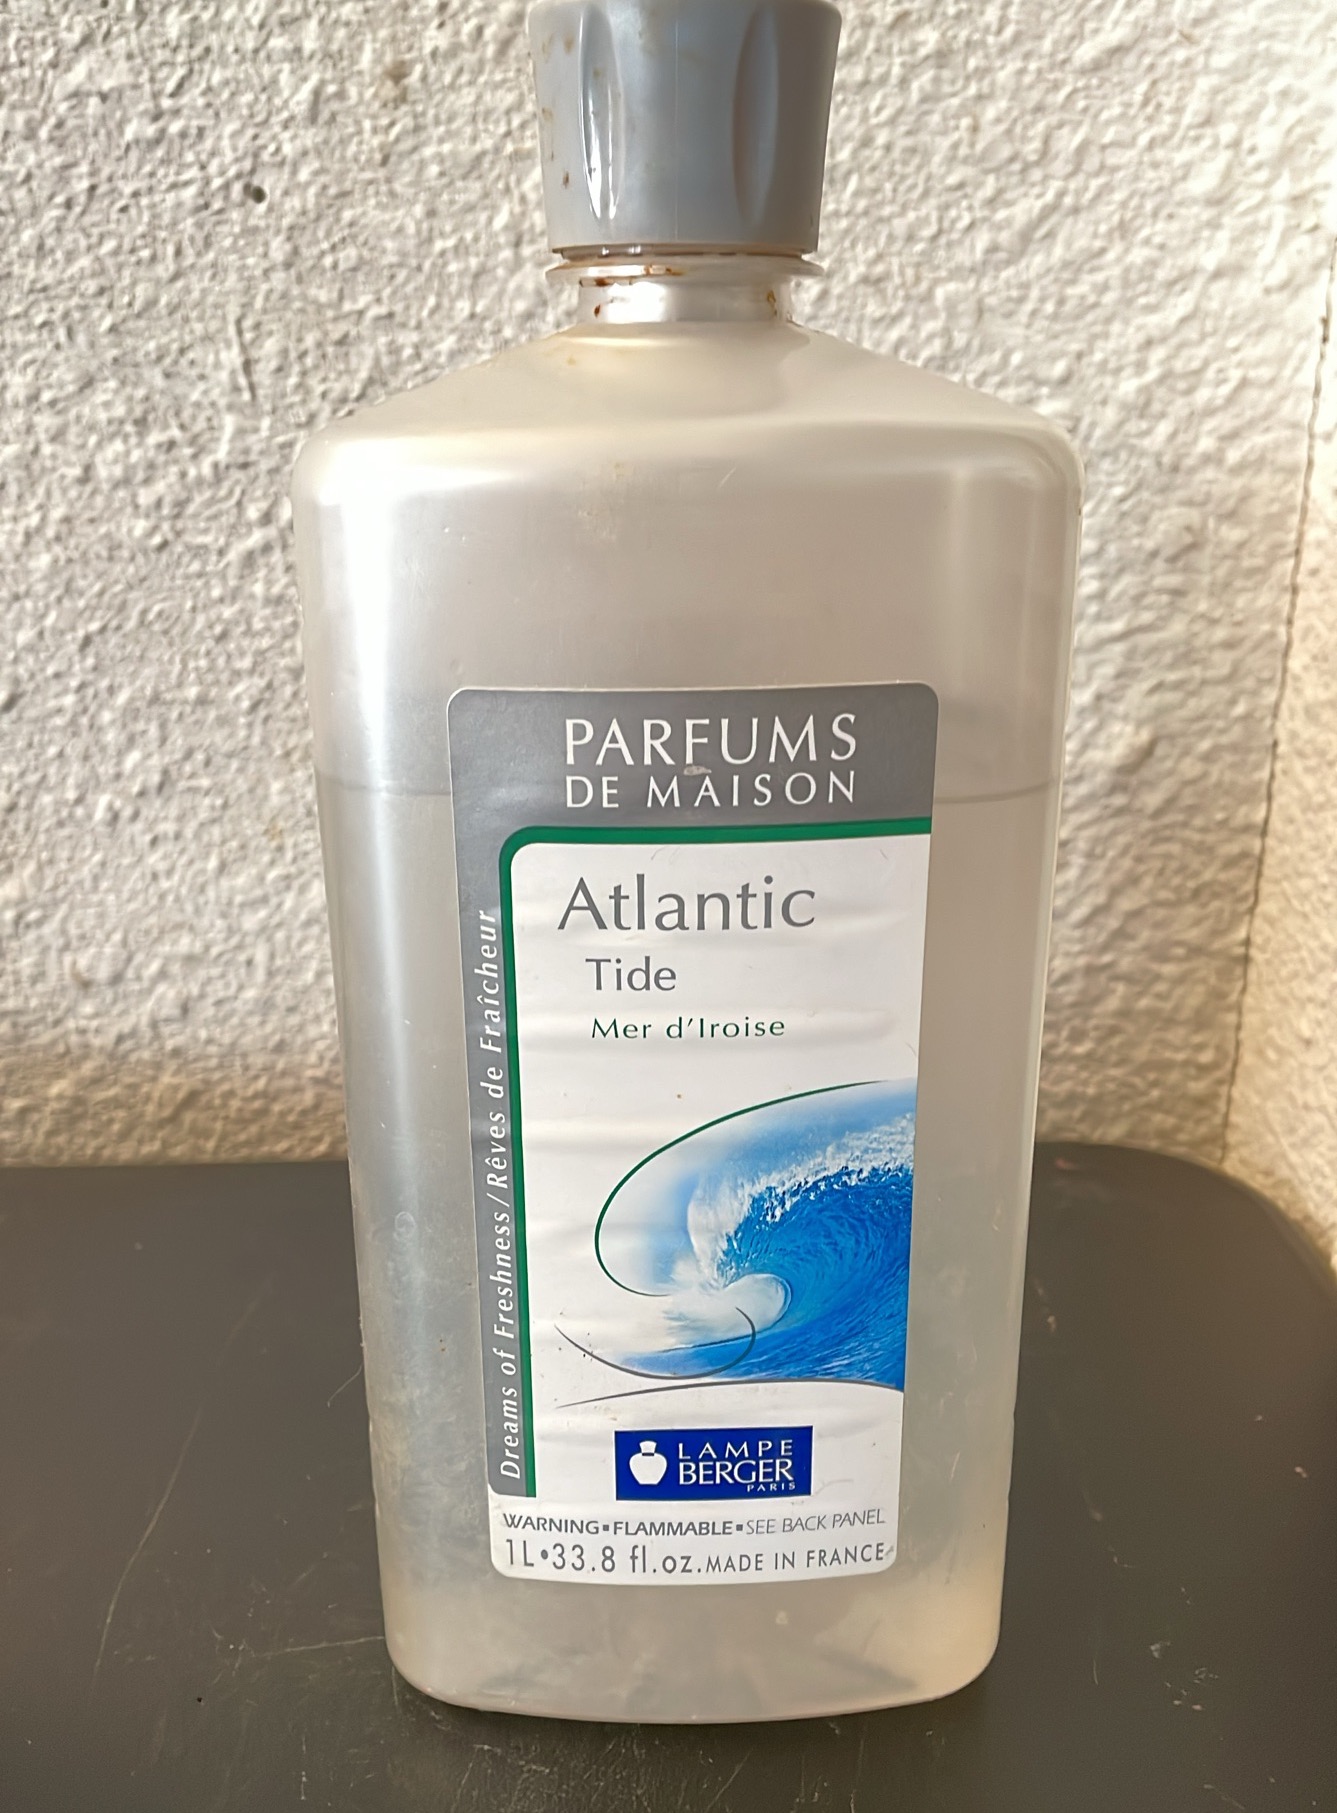 PARFUMS
DE MAISON
Atlantic
Tide
Mer d'Iroise
Dreams of Freshness/Rêves de Fraîcheur
LAMPE
BERGER
PARIS
WARNING▪FLAMMABLE▪SEE BACK PANEL
1L•33.8 fl.oz.MADE IN FRANCE